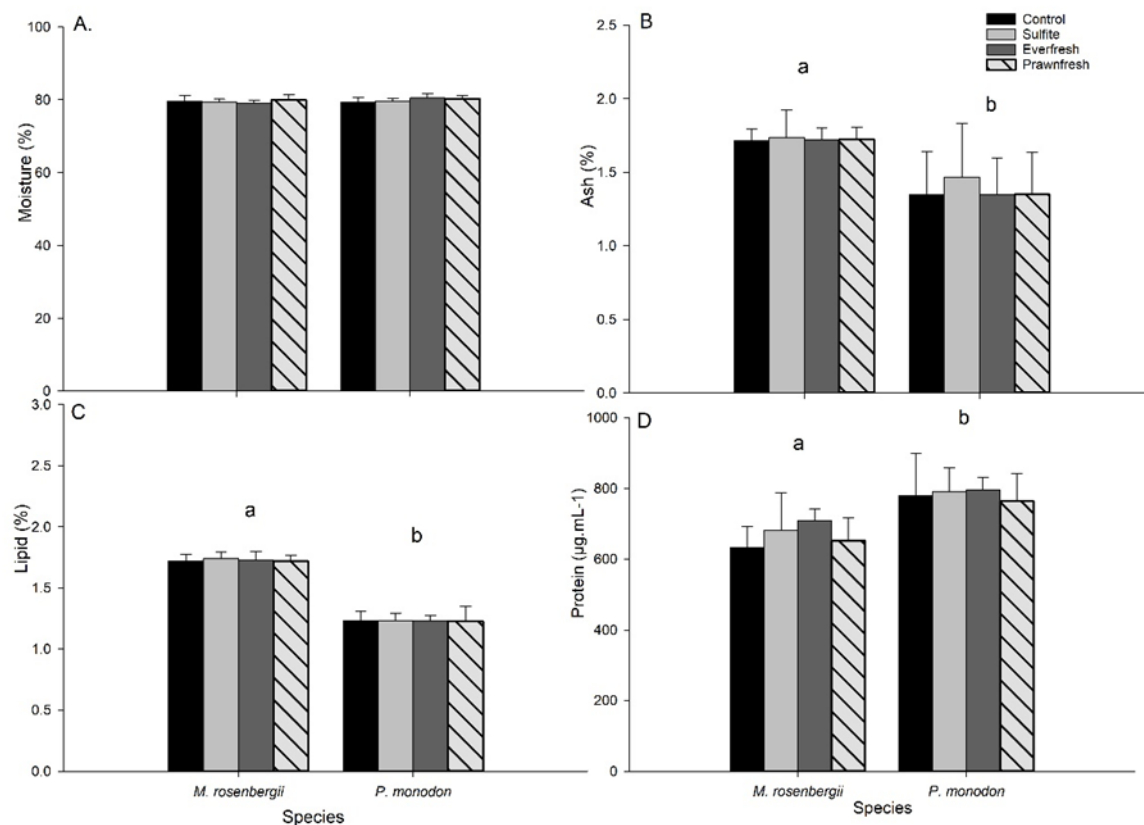 A.
100
80
60
40
20
0
Moisture (%)
B
2.5
2.0
1.5
1.0
0.5
0.0
Ash (%)
a
b
Control
Sulfite
Everfresh
Prawnfresh
C
3.0
2.5
2.0
1.5
1.0
0.5
0.0
Lipid (%)
a
b
M. rosenbergii
P. monodon
Species
D
1000
800
600
400
200
0
Protein (µg.mL-1)
a
b
M. rosenbergii
P. monodon
Species